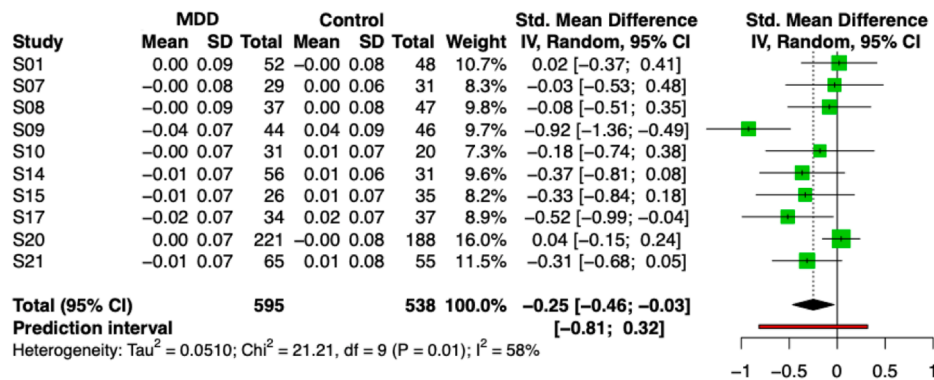 MDD Control Std. Mean Difference Std. Mean Difference
Study Mean SD Total Mean SD Total Weight IV, Random, 95% CI IV, Random, 95% CI
S01 0.00 0.09 52 −0.00 0.08 48 10.7% 0.02 [−0.37; 0.41]
S07 −0.00 0.08 29 0.00 0.06 31 8.3% −0.03 [−0.53; 0.48]
S08 −0.00 0.09 37 0.00 0.08 47 9.8% −0.08 [−0.51; 0.35]
S09 −0.04 0.07 44 0.04 0.09 46 9.7% −0.92 [−1.36; −0.49]
S10 −0.00 0.07 31 0.01 0.07 20 7.3% −0.18 [−0.74; 0.38]
S14 −0.01 0.07 56 0.01 0.06 31 9.6% −0.37 [−0.81; 0.08]
S15 −0.01 0.07 26 0.01 0.07 35 8.2% −0.33 [−0.84; 0.18]
S17 −0.02 0.07 34 0.02 0.07 37 8.9% −0.52 [−0.99; −0.04]
S20 0.00 0.07 221 −0.00 0.08 188 16.0% 0.04 [−0.15; 0.24]
S21 −0.01 0.07 65 0.01 0.08 55 11.5% −0.31 [−0.68; 0.05]
Total (95% CI) 595 538 100.0% −0.25 [−0.46; −0.03]
Prediction interval [−0.81; 0.32]
Heterogeneity: Tau² = 0.0510; Chi² = 21.21, df = 9 (P = 0.01); I² = 58%
−1 −0.5 0 0.5 1